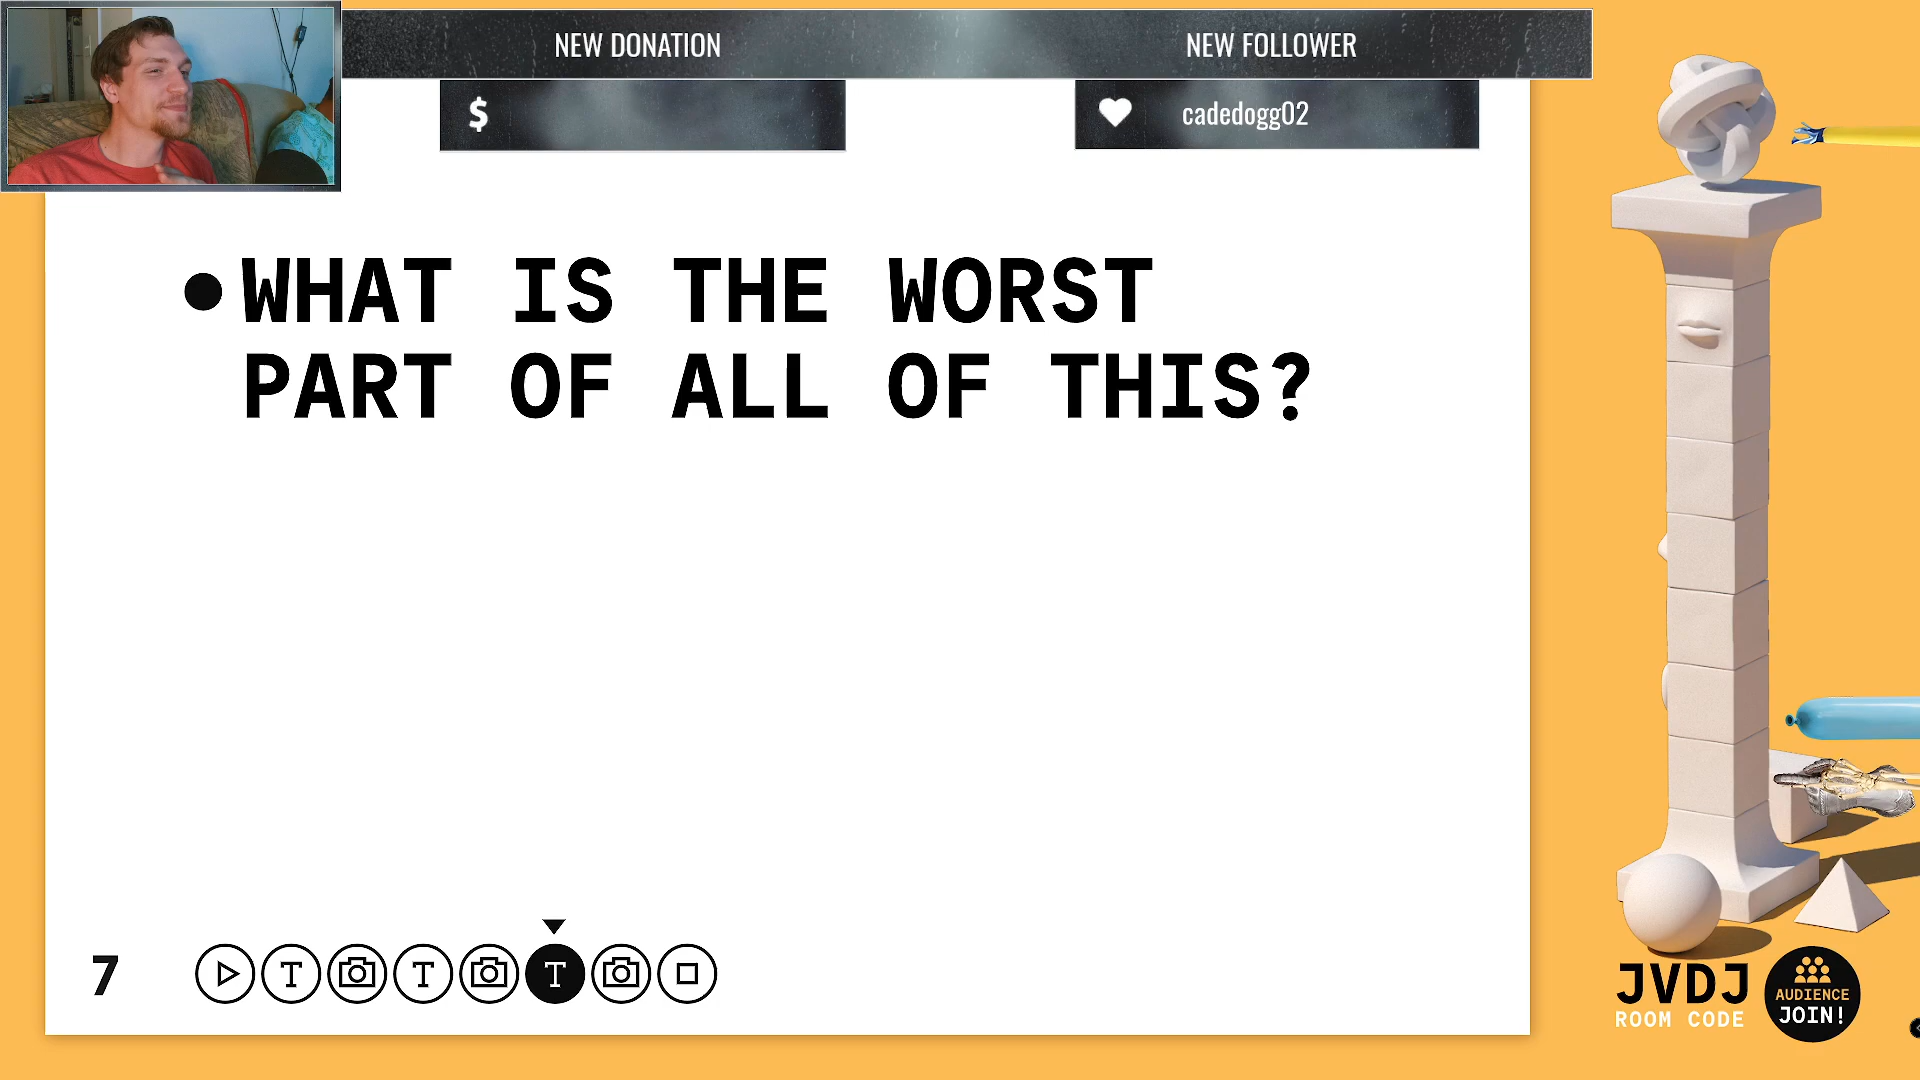 NEW DONATION
NEW FOLLOWER
$
cadedogg02
WHAT IS THE WORST
PART OF ALL OF THIS?
7
T
T
T
JVDJ
ROOM CODE
AUDIENCE
JOIN!